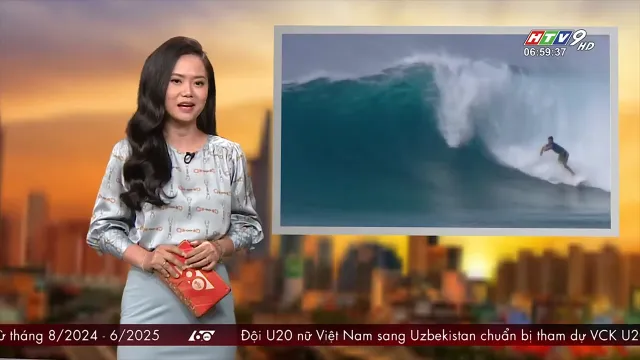 HTV9 HD
06:59:37
ừ tháng 8/2024 - 6/2025
60
Đội U20 nữ Việt Nam sang Uzbekistan chuẩn bị tham dự VCK U2